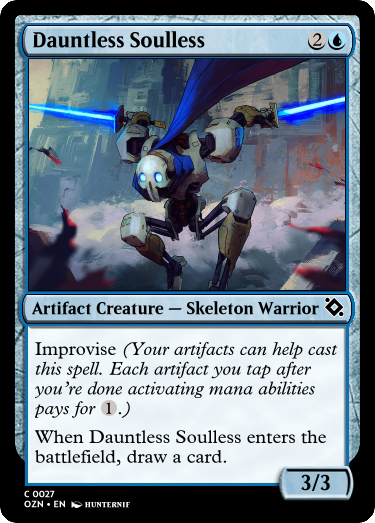 Dauntless Soulless 2
Artifact Creature — Skeleton Warrior
Improvise (Your artifacts can help cast
this spell. Each artifact you tap after
you're done activating mana abilities
pays for 1.)
When Dauntless Soulless enters the
battlefield, draw a card.
3/3
C 0027
OZN • EN HUNTERNIF